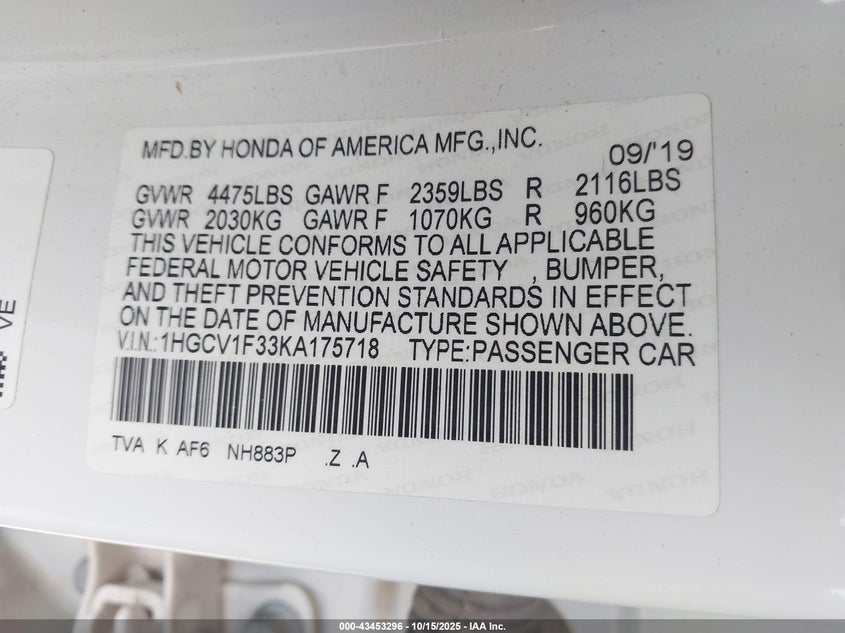 MFD.BY HONDA OF AMERICA MFG.,INC. 09/'19
GVWR 4475LBS GAWR F 2359LBS R 2116LBS
GVWR 2030KG GAWR F 1070KG R 960KG
THIS VEHICLE CONFORMS TO ALL APPLICABLE
FEDERAL MOTOR VEHICLE SAFETY , BUMPER,
AND THEFT PREVENTION STANDARDS IN EFFECT
ON THE DATE OF MANUFACTURE SHOWN ABOVE.
V.I.N.:1HGCV1F33KA175718 TYPE:PASSENGER CAR
TVA K AF6 NH883P .Z .A
VE
000-43453296 - 10/15/2025 - IAA Inc.